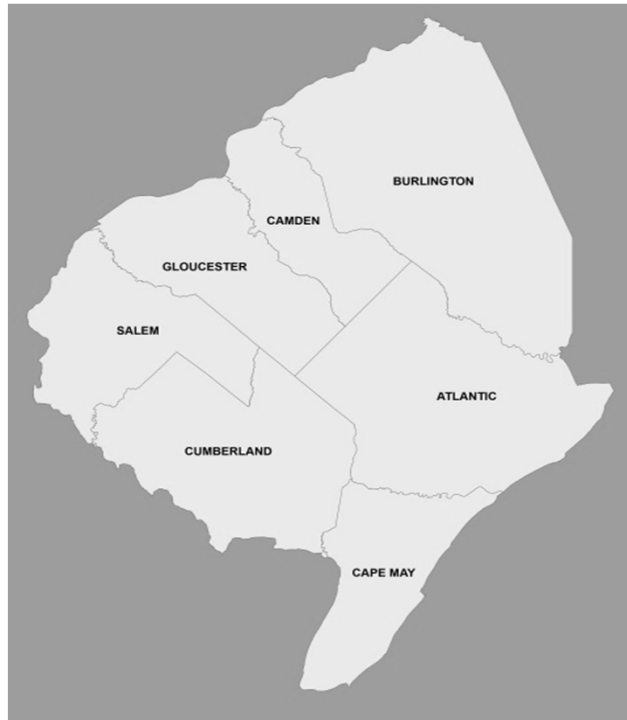 BURLINGTON
CAMDEN
GLOUCESTER
SALEM
ATLANTIC
CUMBERLAND
CAPE MAY